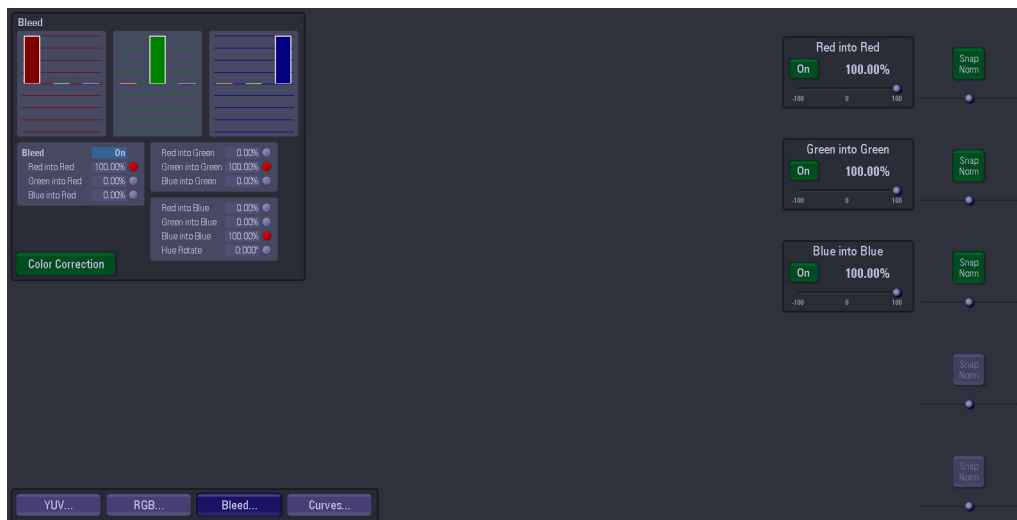 Bleed
Bleed On
Red into Red 100.00%
Green into Red 0.00%
Blue into Red 0.00%
Red into Green 0.00%
Green into Green 100.00%
Blue into Green 0.00%
Red into Blue 0.00%
Green into Blue 0.00%
Blue into Blue 100.00%
Hue Rotate 0.000°
Color Correction
Red into Red
On 100.00%
-100 0 100
Snap
Norm
Green into Green
On 100.00%
-100 0 100
Snap
Norm
Blue into Blue
On 100.00%
-100 0 100
Snap
Norm
Snap
Norm
Snap
Norm
YUV... RGB... Bleed... Curves...